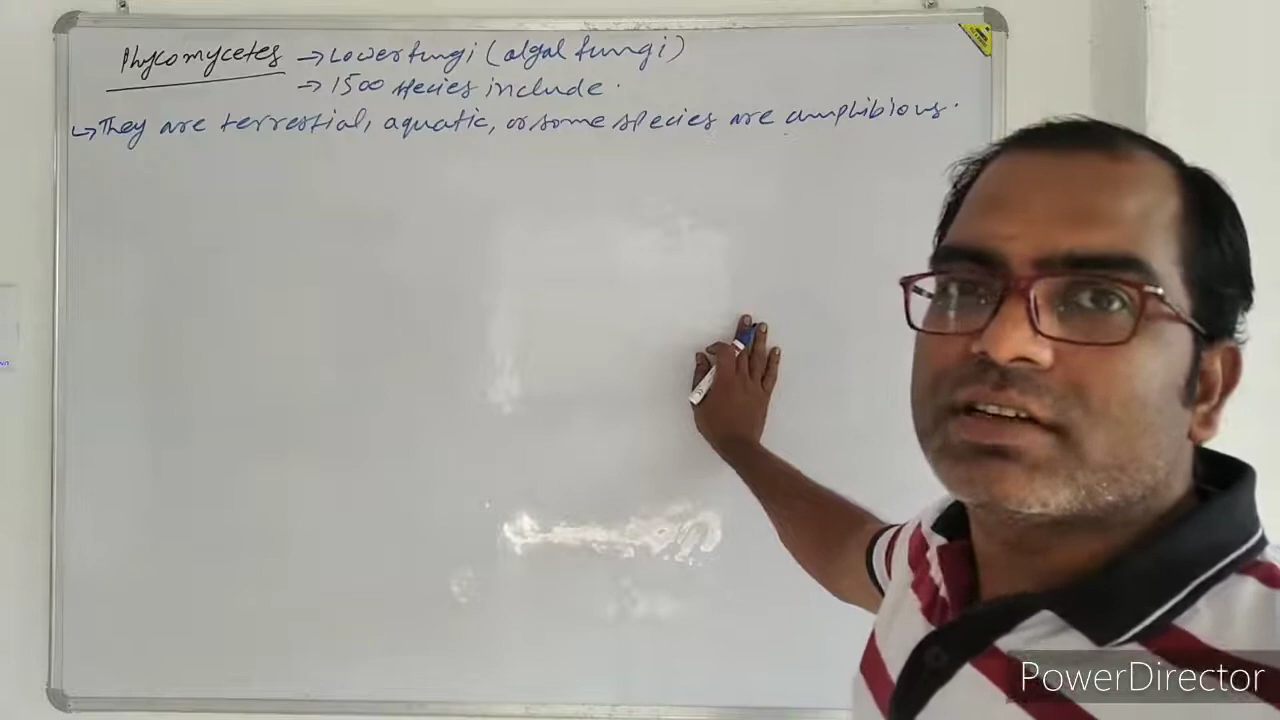 Phycomycetes → Lower fungi (algal fungi)
→ 1500 species include.
↳ They are terrestial, aquatic, or some species are amphibious.
PowerDirector